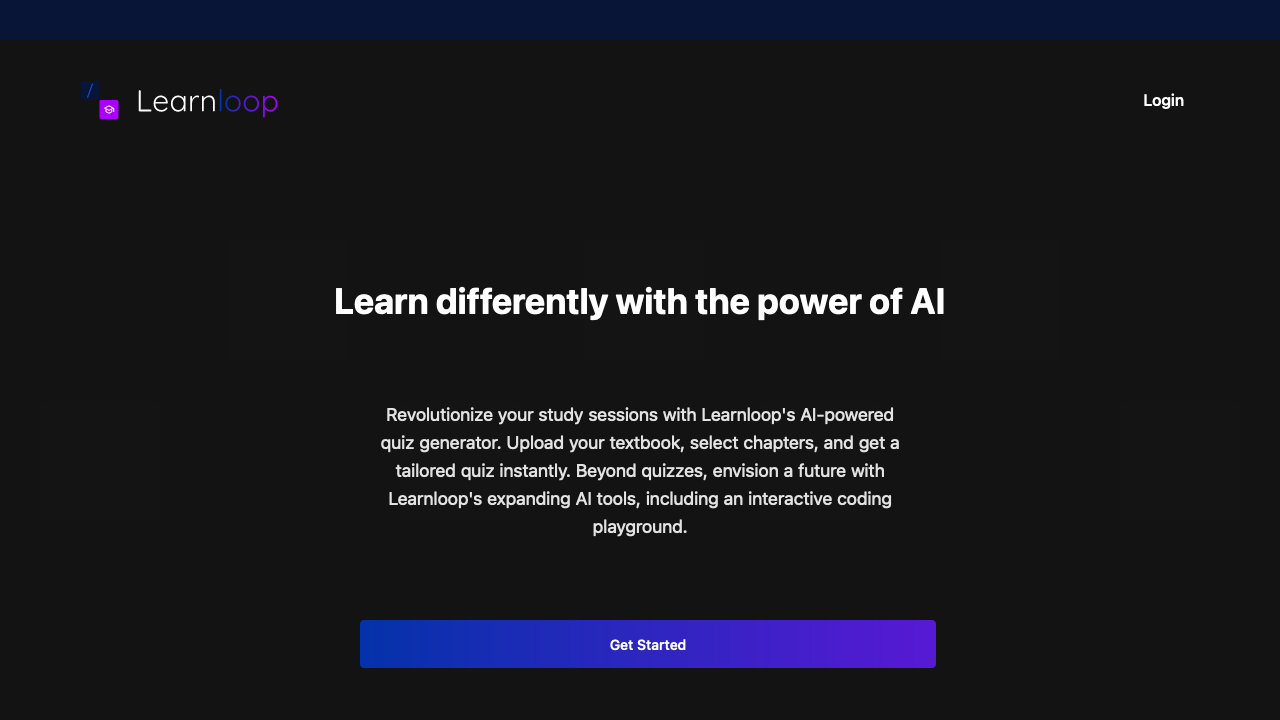 Learnloop
Login
Learn differently with the power of AI
Revolutionize your study sessions with Learnloop's AI-powered
quiz generator. Upload your textbook, select chapters, and get a
tailored quiz instantly. Beyond quizzes, envision a future with
Learnloop's expanding AI tools, including an interactive coding
playground.
Get Started